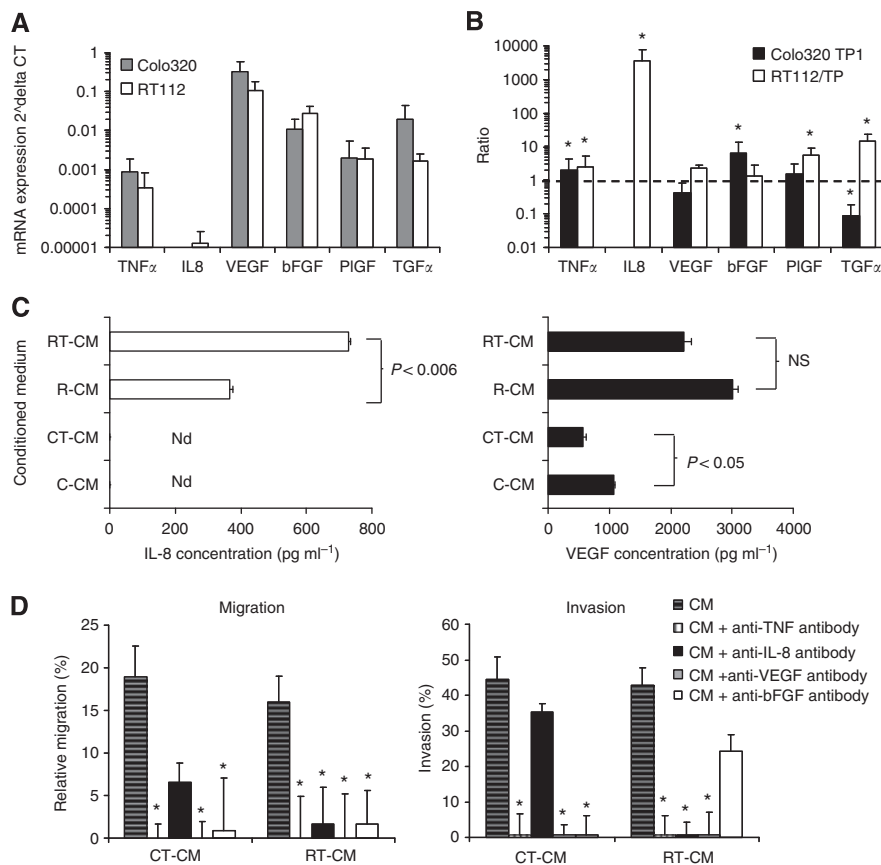 A
mRNA expression 2^delta CT
1
0.1
0.01
0.001
0.0001
0.00001
Colo320
RT112
TNFα
IL8
VEGF
bFGF
PlGF
TGFα
B
Ratio
10000
1000
100
10
1
0.1
0.01
Colo320 TP1
RT112/TP
* * * * * * *
TNFα
IL8
VEGF
bFGF
PlGF
TGFα
C
Conditioned medium
RT-CM
R-CM
CT-CM
C-CM
P < 0.006
Nd
Nd
0
200
400
600
800
IL-8 concentration (pg ml−1)
RT-CM
R-CM
CT-CM
C-CM
NS
P < 0.05
0
1000
2000
3000
4000
VEGF concentration (pg ml−1)
D
Migration
Relative migration (%)
25
20
15
10
5
0
* * * * * * *
CT-CM
RT-CM
Invasion
Invasion (%)
60
50
40
30
20
10
0
* * * * * *
CT-CM
RT-CM
CM
CM + anti-TNF antibody
CM + anti-IL-8 antibody
CM +anti-VEGF antibody
CM + anti-bFGF antibody